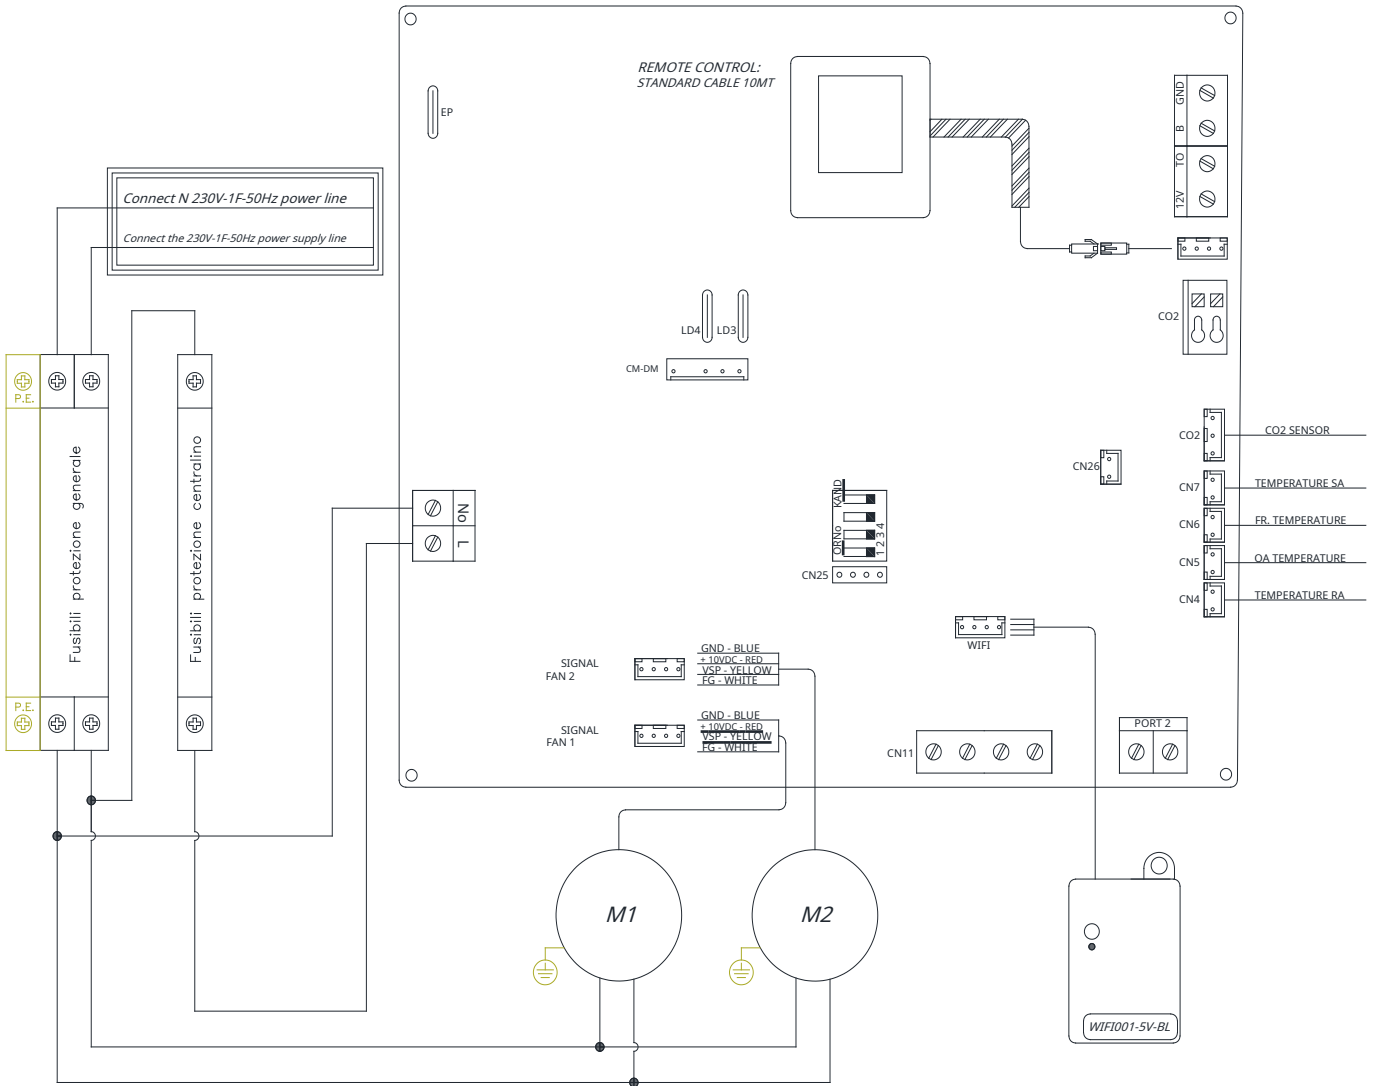 REMOTE CONTROL:
STANDARD CABLE 10MT
EP
GND
B
TO
12V
Connect N 230V-1F-50Hz power line
Connect the 230V-1F-50Hz power supply line
CO2
LD4
LD3
CM-DM
P.E.
Fusibili protezione generale
Fusibili protezione centralino
P.E.
No
L
KAND
ORNo
1 2 3 4
CN25
CN26
CO2
CO2 SENSOR
CN7
TEMPERATURE SA
CN6
FR. TEMPERATURE
CN5
OA TEMPERATURE
CN4
TEMPERATURE RA
WIFI
SIGNAL
FAN 2
GND - BLUE
+ 10VDC - RED
VSP - YELLOW
FG - WHITE
SIGNAL
FAN 1
GND - BLUE
+ 10VDC - RED
VSP - YELLOW
FG - WHITE
CN11
PORT 2
M1
M2
WIFI001-5V-BL